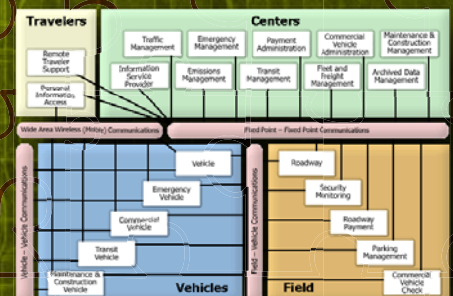 Travelers
Centers
Traffic
Management
Emergency
Management
Payment
Administration
Commercial
Vehicle
Administration
Maintenance &
Construction
Management
Remote
Traveler
Support
Information
Service
Provider
Emissions
Management
Transit
Management
Fleet and
Freight
Management
Archived Data
Management
Personal
Information
Access
Wide Area Wireless (Mobile) Communications
Fixed Point – Fixed Point Communications
Vehicle – Vehicle Communications
Vehicle
Emergency
Vehicle
Commercial
Vehicle
Transit
Vehicle
Maintenance &
Construction
Vehicle
Vehicles
Field – Vehicle Communications
Roadway
Security
Monitoring
Roadway
Payment
Parking
Management
Commercial
Vehicle
Check
Field